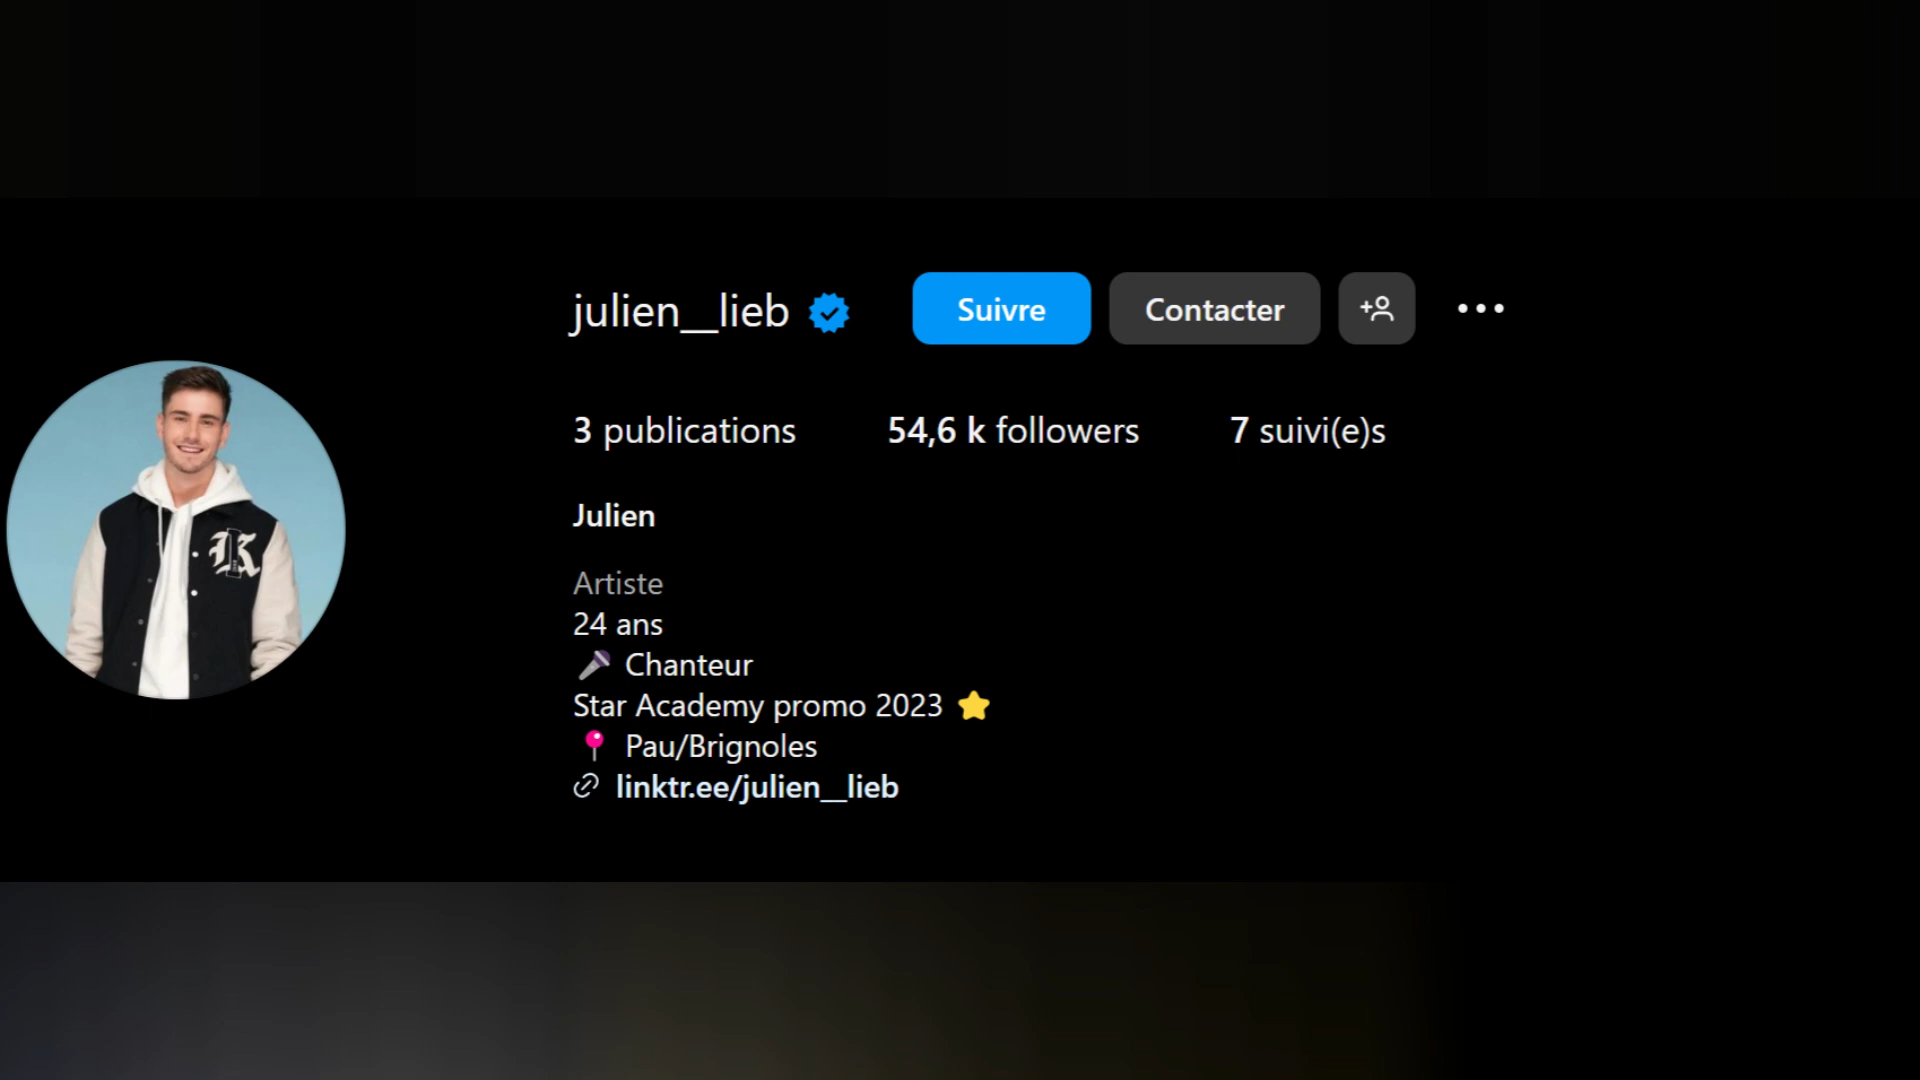 julien__lieb
Suivre
Contacter
3 publications
54,6 k followers
7 suivi(e)s
Julien
Artiste
24 ans
Chanteur
Star Academy promo 2023
Pau/Brignoles
linktr.ee/julien__lieb
K